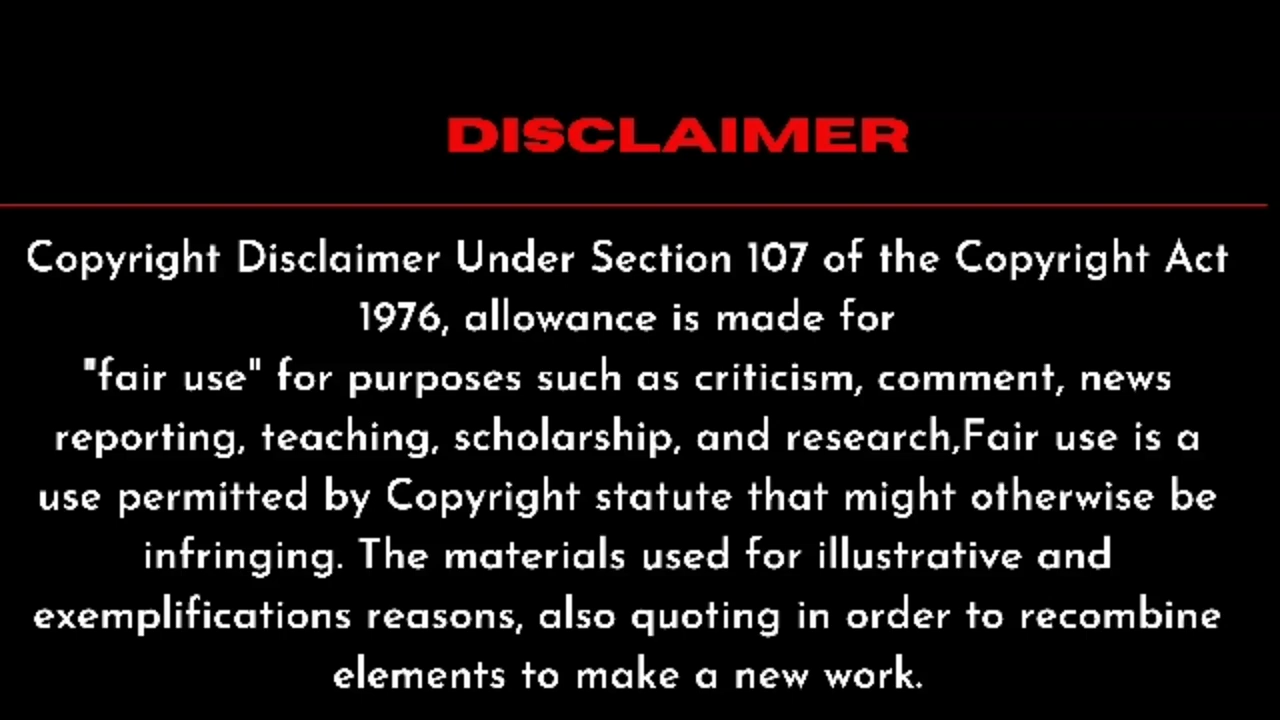 DISCLAIMER
Copyright Disclaimer Under Section 107 of the Copyright Act
1976, allowance is made for
"fair use" for purposes such as criticism, comment, news
reporting, teaching, scholarship, and research,Fair use is a
use permitted by Copyright statute that might otherwise be
infringing. The materials used for illustrative and
exemplifications reasons, also quoting in order to recombine
elements to make a new work.